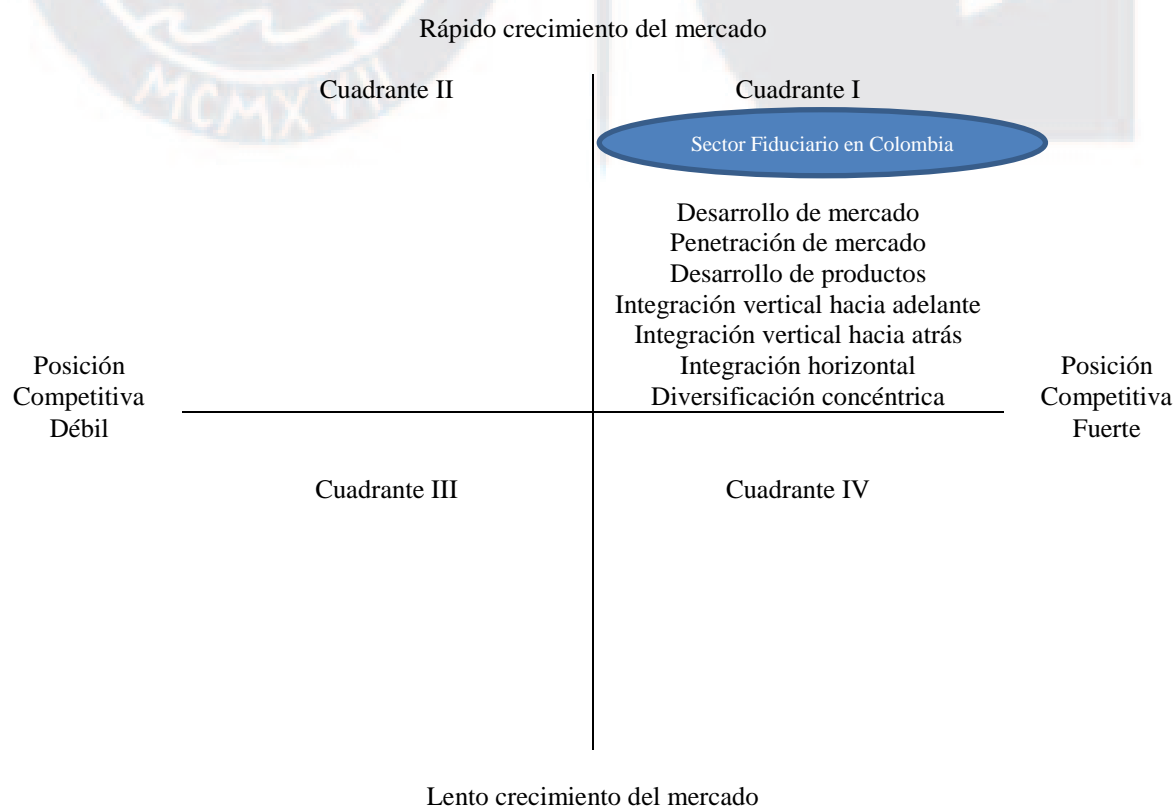 Rápido crecimiento del mercado
Cuadrante II
Cuadrante I
Sector Fiduciario en Colombia
Desarrollo de mercado
Penetración de mercado
Desarrollo de productos
Integración vertical hacia adelante
Integración vertical hacia atrás
Integración horizontal
Diversificación concéntrica
Posición
Competitiva
Débil
Posición
Competitiva
Fuerte
Cuadrante III
Cuadrante IV
Lento crecimiento del mercado